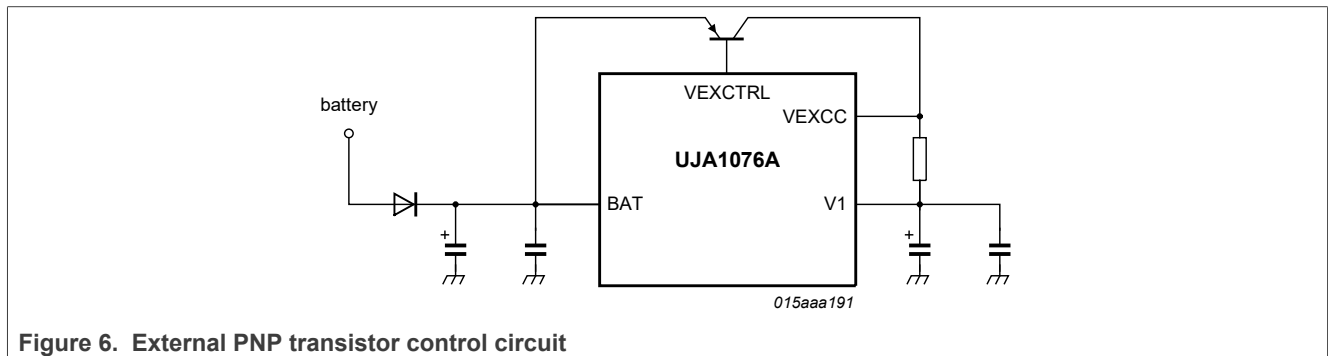 VEXCTRL
battery
VEXCC
UJA1076A
BAT
V1
+
+
015aaa191
Figure 6. External PNP transistor control circuit